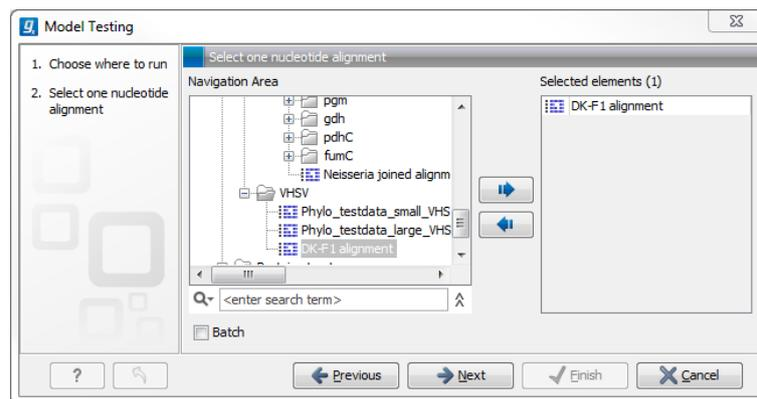 Model Testing
1. Choose where to run
2. Select one nucleotide
alignment
Select one nucleotide alignment
Navigation Area
pgm
gdh
pdhC
fumC
Neisseria joined alignm
VHSV
Phylo_testdata_small_VHS
Phylo_testdata_large_VHS
DK-F1 alignment
<enter search term>
Batch
Selected elements (1)
DK-F1 alignment
?
Previous
Next
Finish
Cancel